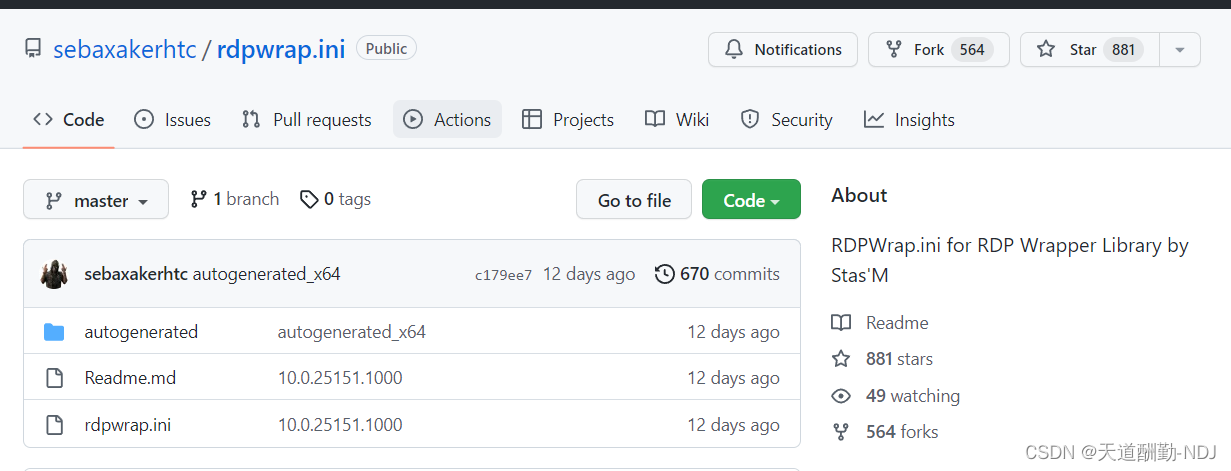 sebaxakerhtc / rdpwrap.ini Public Notifications Fork 564 Star 881
Code Issues Pull requests Actions Projects Wiki Security Insights
master 1 branch 0 tags Go to file Code
sebaxakerhtc autogenerated_x64 c179ee7 12 days ago 670 commits
autogenerated autogenerated_x64 12 days ago
Readme.md 10.0.25151.1000 12 days ago
rdpwrap.ini 10.0.25151.1000 12 days ago
About
RDPWrap.ini for RDP Wrapper Library by
Stas'M
Readme
881 stars
49 watching
564 forks
CSDN @天道酬勤-NDJ